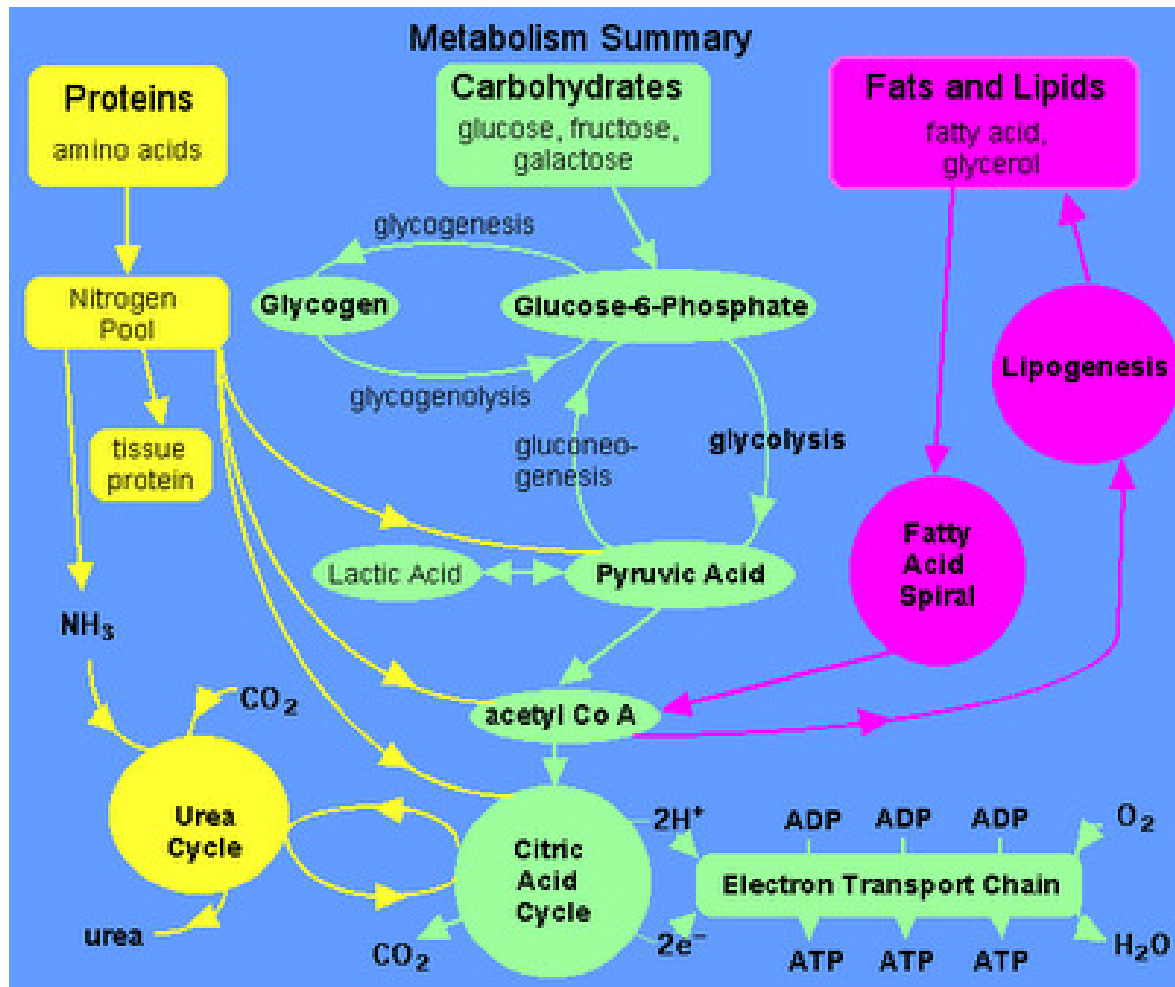 Metabolism Summary
Proteins
amino acids
Carbohydrates
glucose, fructose,
galactose
Fats and Lipids
fatty acid,
glycerol
glycogenesis
Nitrogen
Pool
Glycogen
Glucose-6-Phosphate
Lipogenesis
glycogenolysis
tissue
protein
gluconeo-
genesis
glycolysis
Lactic Acid
Pyruvic Acid
Fatty
Acid
Spiral
NH₃
CO₂
acetyl Co A
Urea
Cycle
urea
Citric
Acid
Cycle
CO₂
2H⁺
2e⁻
ADP ADP ADP
O₂
Electron Transport Chain
ATP ATP ATP
H₂O